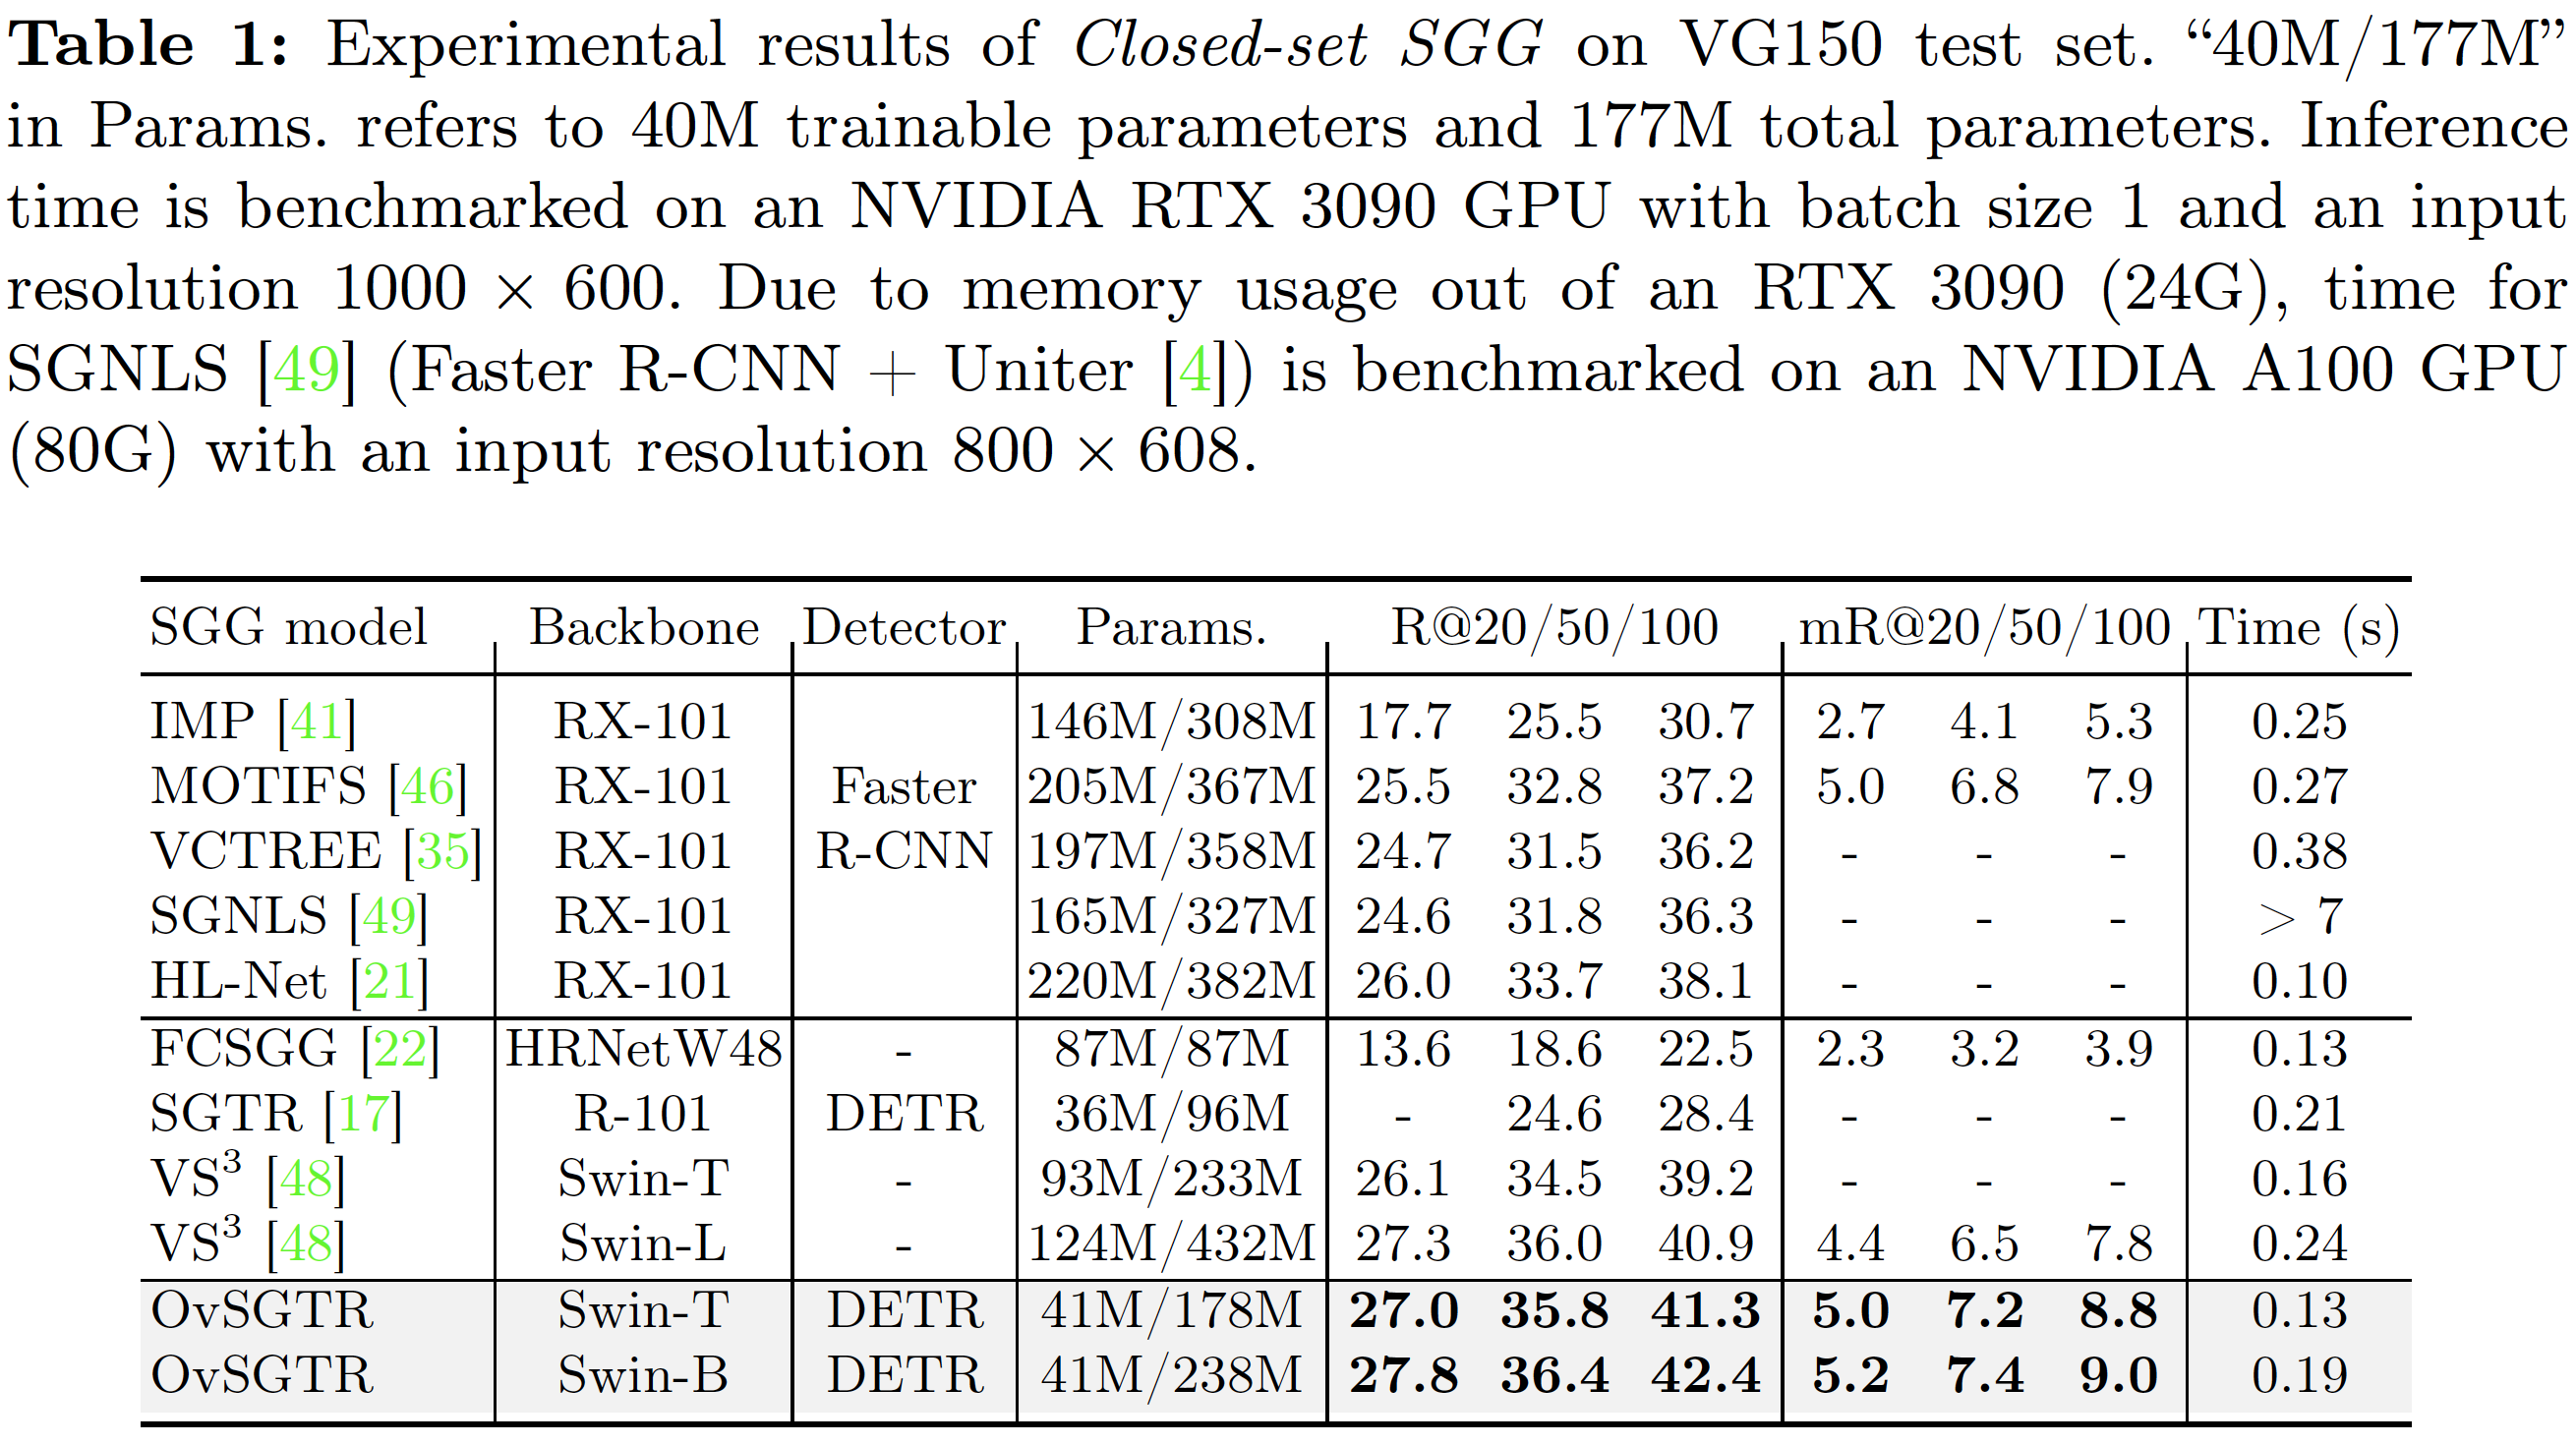 Table 1: Experimental results of Closed-set SGG on VG150 test set. “40M/177M”
in Params. refers to 40M trainable parameters and 177M total parameters. Inference
time is benchmarked on an NVIDIA RTX 3090 GPU with batch size 1 and an input
resolution 1000 × 600. Due to memory usage out of an RTX 3090 (24G), time for
SGNLS [49] (Faster R-CNN + Uniter [4]) is benchmarked on an NVIDIA A100 GPU
(80G) with an input resolution 800 × 608.
SGG model Backbone Detector Params. R@20/50/100 mR@20/50/100 Time (s)
IMP [41] RX-101 146M/308M 17.7 25.5 30.7 2.7 4.1 5.3 0.25
MOTIFS [46] RX-101 Faster 205M/367M 25.5 32.8 37.2 5.0 6.8 7.9 0.27
VCTREE [35] RX-101 R-CNN 197M/358M 24.7 31.5 36.2 - - - 0.38
SGNLS [49] RX-101 165M/327M 24.6 31.8 36.3 - - - > 7
HL-Net [21] RX-101 220M/382M 26.0 33.7 38.1 - - - 0.10
FCSGG [22] HRNetW48 - 87M/87M 13.6 18.6 22.5 2.3 3.2 3.9 0.13
SGTR [17] R-101 DETR 36M/96M - 24.6 28.4 - - - 0.21
VS³ [48] Swin-T - 93M/233M 26.1 34.5 39.2 - - - 0.16
VS³ [48] Swin-L - 124M/432M 27.3 36.0 40.9 4.4 6.5 7.8 0.24
OvSGTR Swin-T DETR 41M/178M 27.0 35.8 41.3 5.0 7.2 8.8 0.13
OvSGTR Swin-B DETR 41M/238M 27.8 36.4 42.4 5.2 7.4 9.0 0.19